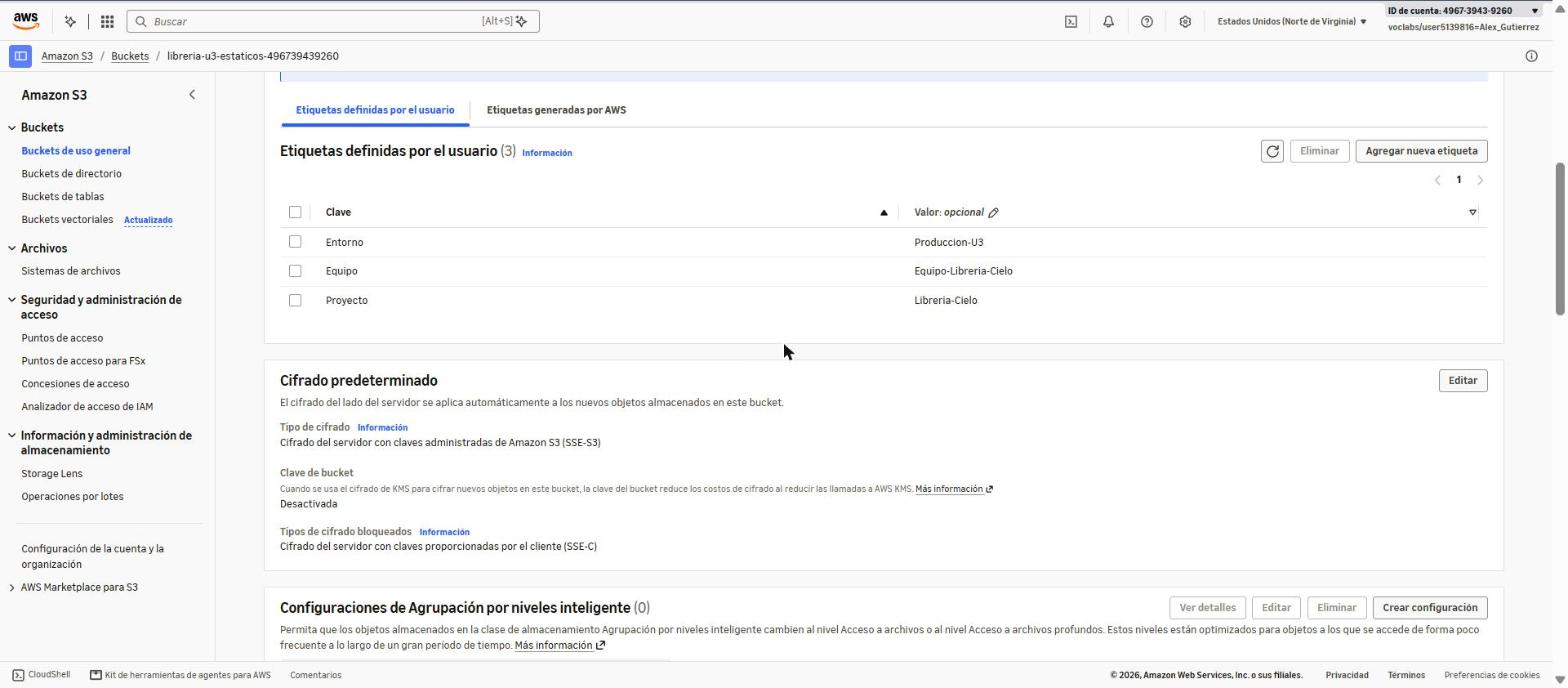 aws
Buscar
[Alt+S]
Estados Unidos (Norte de Virginia)
ID de cuenta: 4967-3943-9260
voclabs/user5139816=Alex_Gutierrez
Amazon S3 / Buckets / libreria-u3-estaticos-496739439260
Amazon S3
Buckets
Buckets de uso general
Buckets de directorio
Buckets de tablas
Buckets vectoriales Actualizado
Archivos
Sistemas de archivos
Seguridad y administración de
acceso
Puntos de acceso
Puntos de acceso para FSx
Concesiones de acceso
Analizador de acceso de IAM
Información y administración de
almacenamiento
Storage Lens
Operaciones por lotes
Configuración de la cuenta y la
organización
AWS Marketplace para S3
Etiquetas definidas por el usuario Etiquetas generadas por AWS
Etiquetas definidas por el usuario (3) Información Eliminar Agregar nueva etiqueta
1
Clave Valor: opcional
Entorno Produccion-U3
Equipo Equipo-Libreria-Cielo
Proyecto Libreria-Cielo
Cifrado predeterminado Editar
El cifrado del lado del servidor se aplica automáticamente a los nuevos objetos almacenados en este bucket.
Tipo de cifrado Información
Cifrado del servidor con claves administradas de Amazon S3 (SSE-S3)
Clave de bucket
Cuando se usa el cifrado de KMS para cifrar nuevos objetos en este bucket, la clave del bucket reduce los costos de cifrado al reducir las llamadas a AWS KMS. Más información
Desactivada
Tipos de cifrado bloqueados Información
Cifrado del servidor con claves proporcionadas por el cliente (SSE-C)
Configuraciones de Agrupación por niveles inteligente (0) Ver detalles Editar Eliminar Crear configuración
Permita que los objetos almacenados en la clase de almacenamiento Agrupación por niveles inteligente cambien al nivel Acceso a archivos o al nivel Acceso a archivos profundos. Estos niveles están optimizados para objetos a los que se accede de forma poco
frecuente a lo largo de un gran período de tiempo. Más información
CloudShell Kit de herramientas de agentes para AWS Comentarios © 2026, Amazon Web Services, Inc. o sus filiales. Privacidad Términos Preferencias de cookies